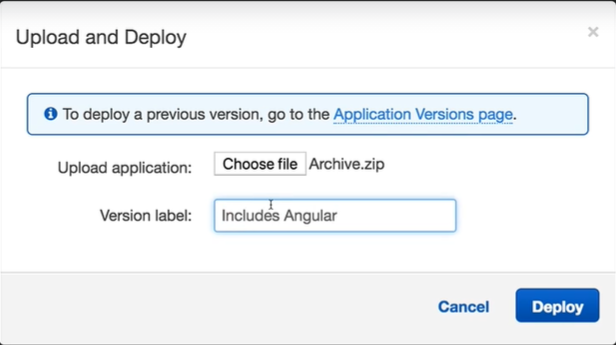 Upload and Deploy
×
To deploy a previous version, go to the Application Versions page.
Upload application: Choose file Archive.zip
Version label: Includes Angular
Cancel Deploy